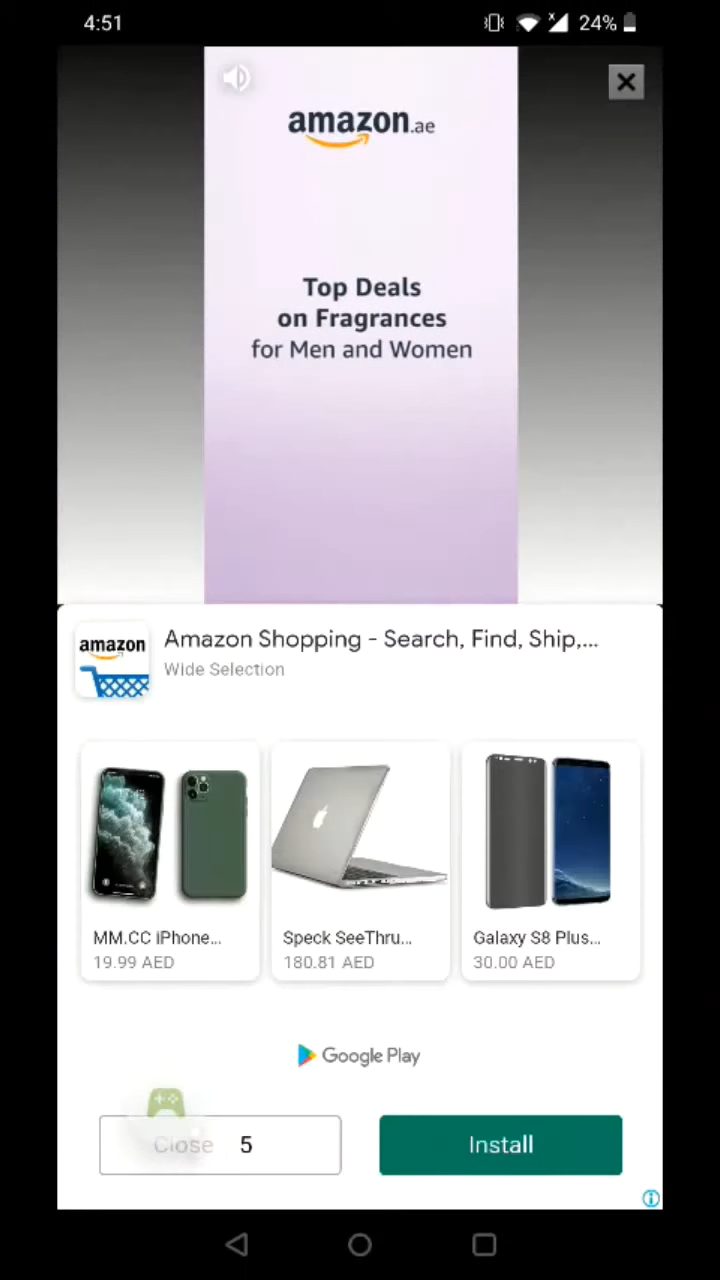 4:51
24%
amazon.ae
Top Deals
on Fragrances
for Men and Women
amazon
Amazon Shopping - Search, Find, Ship,...
Wide Selection
MM.CC iPhone...
19.99 AED
Speck SeeThru...
180.81 AED
Galaxy S8 Plus...
30.00 AED
Google Play
Close 5
Install